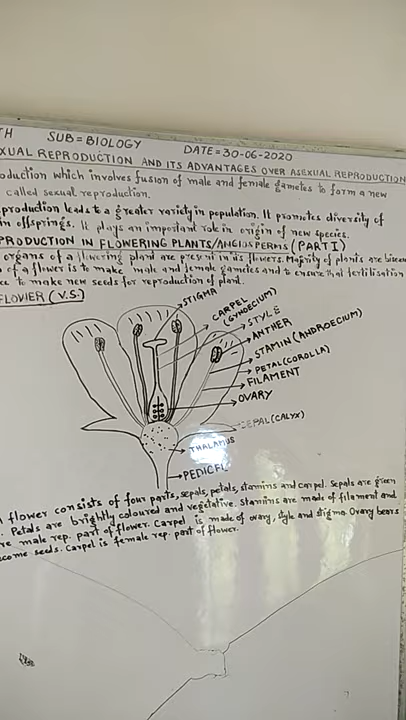 TH SUB=BIOLOGY DATE=30-06-2020
XUAL REPRODUCTION AND ITS ADVANTAGES OVER ASEXUAL REPRODUCTION
oduction which involves fusion of male and female gametes to form a new
called sexual reproduction.
production leads to a greater variety in population. It promotes diversity of
in offsprings. It plays an important role in origin of new species.
PRODUCTION IN FLOWERING PLANTS/ANGIOSPERMS (PART I)
organs of a flowering plant are present in its flowers. Majority of plants are bisexu
of a flower is to make male and female gametes and to ensure that fertilisation
to make new seeds for reproduction of plant.
FLOWER (V.S.)
STIGMA
CARPEL
(GYNOECIUM)
STYLE
ANTHER
STAMIN (ANDROECIUM)
PETAL (COROLLA)
FILAMENT
OVARY
SEPAL (CALYX)
THALAMUS
PEDICEL
A flower consists of four parts, sepals, petals, stamins and carpel. Sepals are green
. Petals are brightly coloured and vegetative. Stamins are made of filament and
re male rep. part of flower. Carpel is made of ovary, style and stigma. Ovary bears
come seeds. Carpel is female rep. part of flower.